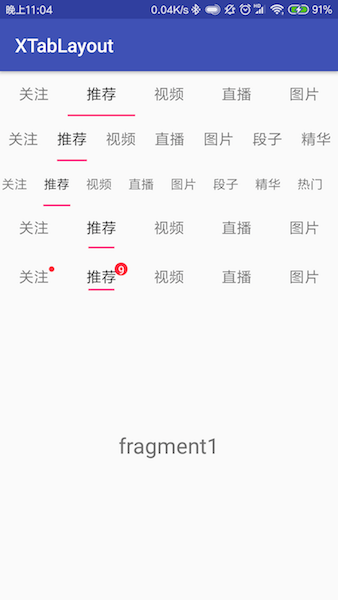 晚上11:04 0.04K/s 91%
XTabLayout
关注 推荐 视频 直播 图片
关注 推荐 视频 直播 图片 段子 精华
关注 推荐 视频 直播 图片 段子 精华 热门
关注 推荐 视频 直播 图片
关注 推荐 9 视频 直播 图片
fragment1